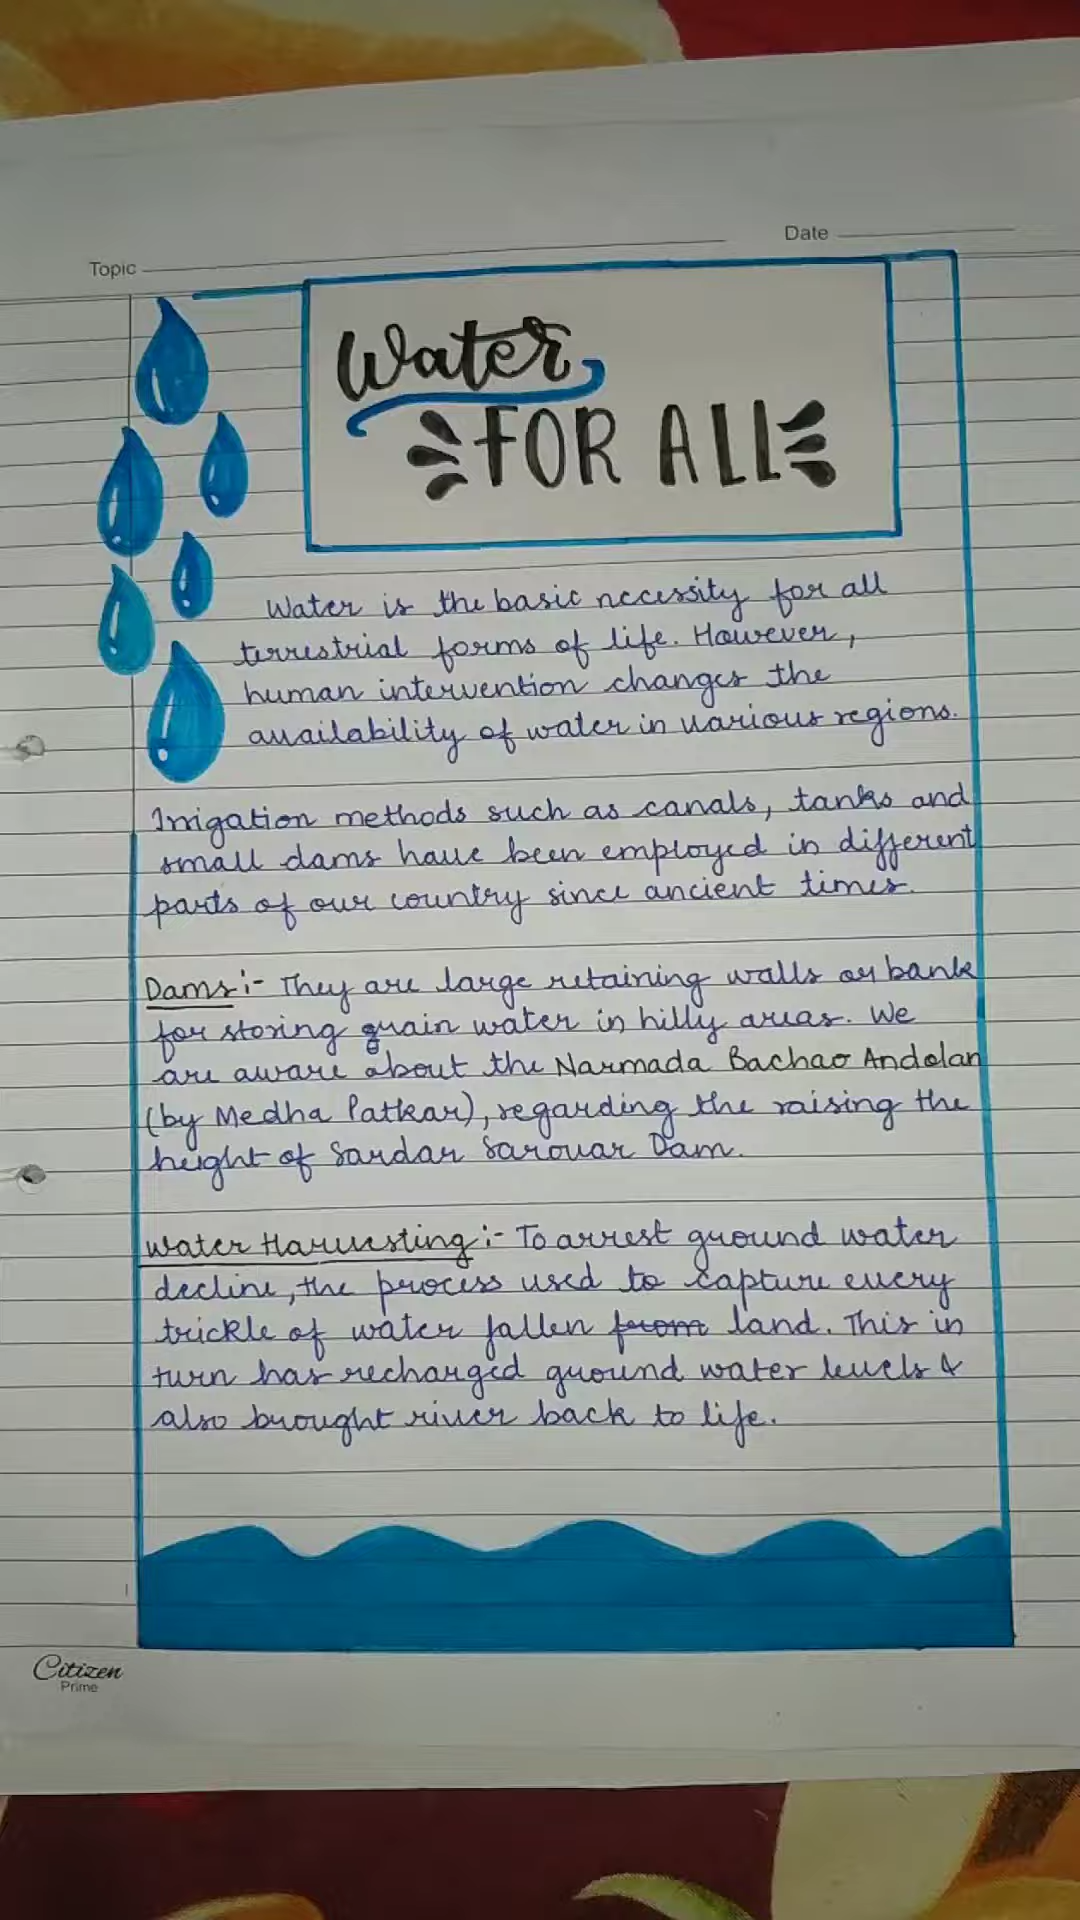 Topic
Date
Water
FOR ALL
Water is the basic necessity for all
terrestrial forms of life. However,
human intervention changes the
availability of water in various regions.
Irrigation methods such as canals, tanks and
small dams have been employed in different
parts of our country since ancient times.
Dams:- They are large retaining walls or bank
for storing rain water in hilly areas. We
are aware about the Narmada Bachao Andolan
(by Medha Patkar), regarding the raising the
height of Sardar Sarovar Dam.
Water Harvesting:- To arrest ground water
decline, the process used to capture every
trickle of water fallen from land. This in
turn has recharged ground water levels &
also brought river back to life.
Citizen
Prime